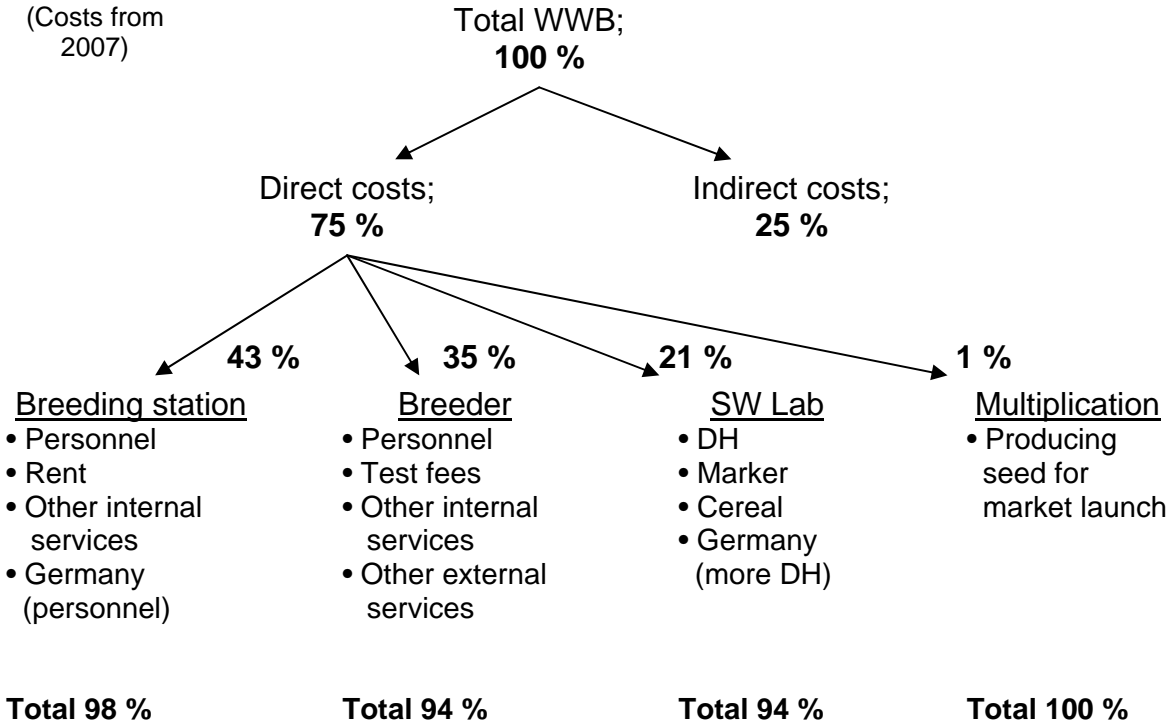 (Costs from
2007)
Total WWB;
100 %
Direct costs;
75 %
Indirect costs;
25 %
43 %
35 %
21 %
1 %
Breeding station
• Personnel
• Rent
• Other internal
services
• Germany
(personnel)
Breeder
• Personnel
• Test fees
• Other internal
services
• Other external
services
SW Lab
• DH
• Marker
• Cereal
• Germany
(more DH)
Multiplication
• Producing
seed for
market launch
Total 98 %
Total 94 %
Total 94 %
Total 100 %